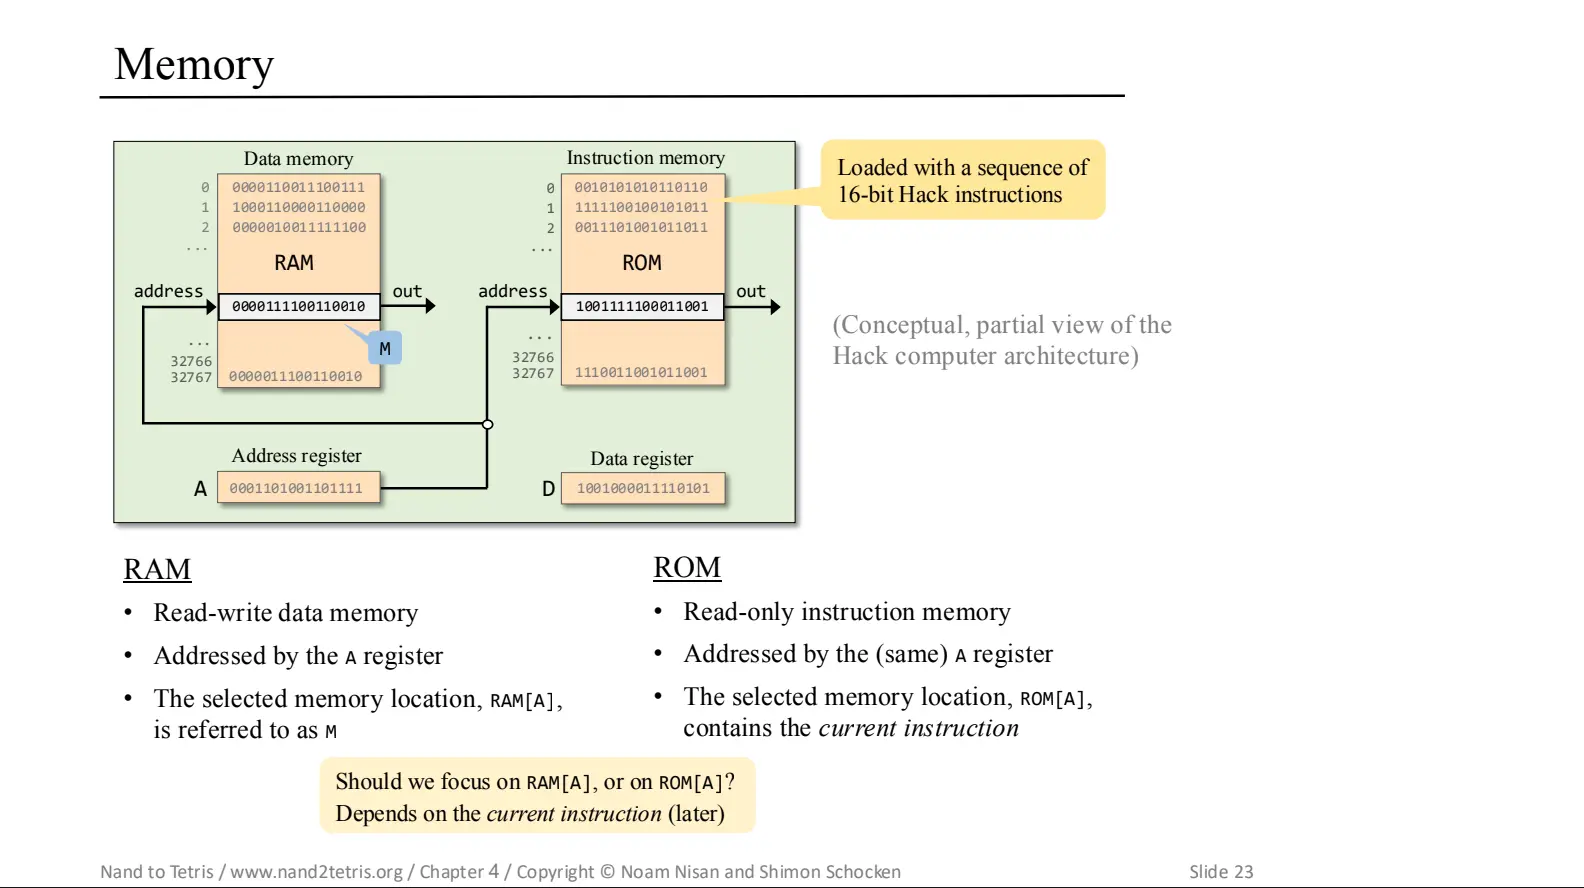 Memory
Data memory
0 0000110011100111
1 1000110000110000
2 0000010011111100
...
RAM
address
out
0000111100110010
M
...
32766
32767 0000011100110010
Instruction memory
0 0010101010110110
1 1111100100101011
2 0011101001011011
...
ROM
address
out
1001111100011001
...
32766
32767 1110011001011001
Loaded with a sequence of
16-bit Hack instructions
(Conceptual, partial view of the
Hack computer architecture)
Address register
A 0001101001101111
Data register
D 1001000011110101
RAM
• Read-write data memory
• Addressed by the A register
• The selected memory location, RAM[A],
is referred to as M
ROM
• Read-only instruction memory
• Addressed by the (same) A register
• The selected memory location, ROM[A],
contains the current instruction
Should we focus on RAM[A], or on ROM[A]?
Depends on the current instruction (later)
Nand to Tetris / www.nand2tetris.org / Chapter 4 / Copyright © Noam Nisan and Shimon Schocken
Slide 23